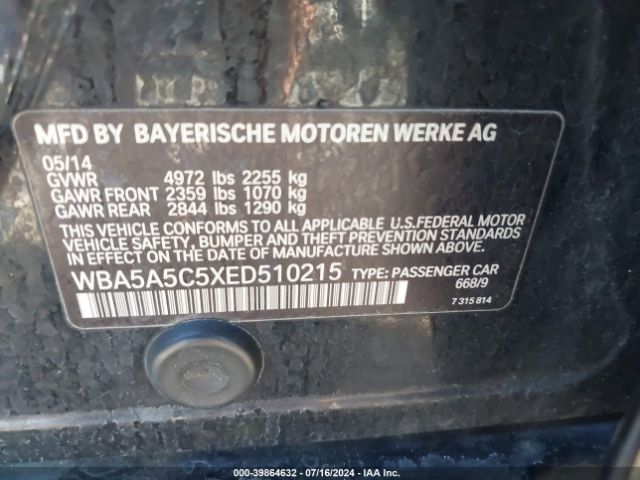 MFD BY BAYERISCHE MOTOREN WERKE AG
05/14
GVWR 4972 lbs 2255 kg
GAWR FRONT 2359 lbs 1070 kg
GAWR REAR 2844 lbs 1290 kg
THIS VEHICLE CONFORMS TO ALL APPLICABLE U.S.FEDERAL MOTOR
VEHICLE SAFETY, BUMPER AND THEFT PREVENTION STANDARDS
IN EFFECT ON THE DATE OF MANUFACTURE SHOWN ABOVE.
WBA5A5C5XED510215 TYPE: PASSENGER CAR
668/9
7 315 814
000-39864632 - 07/16/2024 - IAA Inc.